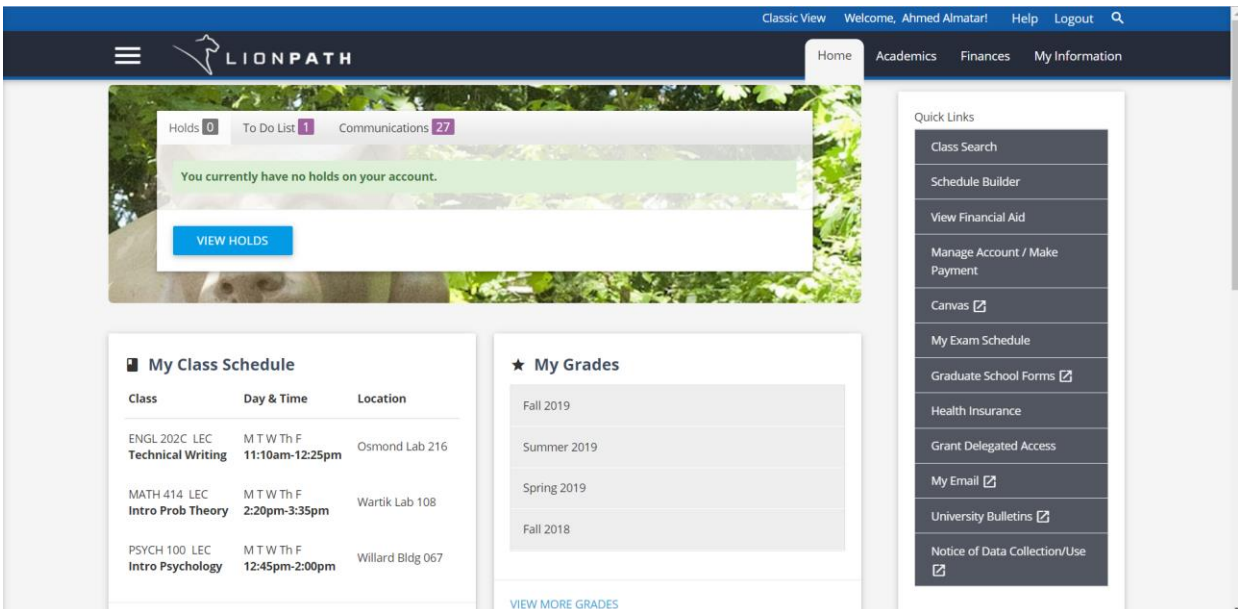 Classic View Welcome, Ahmed Almatar! Help Logout
LIONPATH
Home Academics Finances My Information
Holds 0 To Do List 1 Communications 27
You currently have no holds on your account.
VIEW HOLDS
Quick Links
Class Search
Schedule Builder
View Financial Aid
Manage Account / Make
Payment
Canvas
My Exam Schedule
Graduate School Forms
Health Insurance
Grant Delegated Access
My Email
University Bulletins
Notice of Data Collection/Use
My Class Schedule
Class Day & Time Location
ENGL 202C LEC M T W Th F
Technical Writing 11:10am-12:25pm Osmond Lab 216
MATH 414 LEC M T W Th F
Intro Prob Theory 2:20pm-3:35pm Wartik Lab 108
PSYCH 100 LEC M T W Th F
Intro Psychology 12:45pm-2:00pm Willard Bldg 067
My Grades
Fall 2019
Summer 2019
Spring 2019
Fall 2018
VIEW MORE GRADES